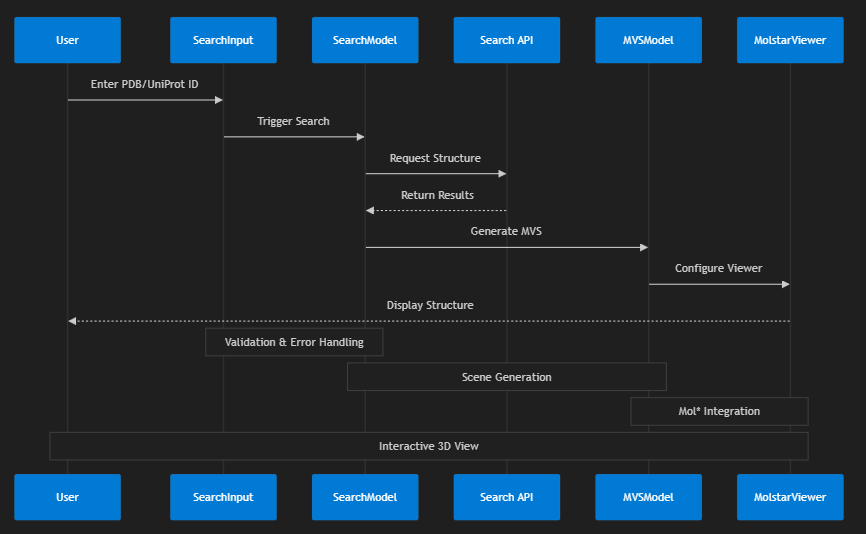 User
SearchInput
SearchModel
Search API
MVSModel
MolstarViewer
Enter PDB/UniProt ID
Trigger Search
Request Structure
Return Results
Generate MVS
Configure Viewer
Display Structure
Validation & Error Handling
Scene Generation
Mol* Integration
Interactive 3D View
User
SearchInput
SearchModel
Search API
MVSModel
MolstarViewer